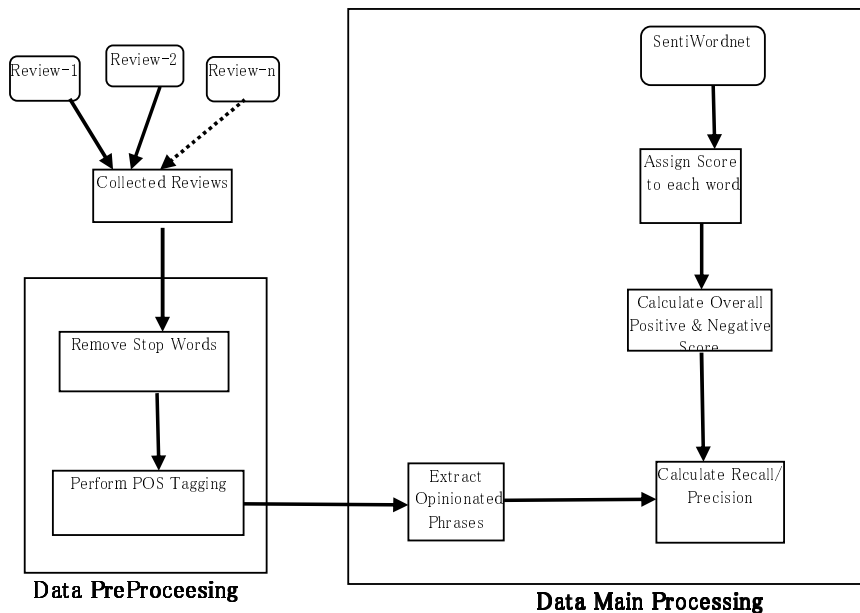 Review-1
Review-2
Review-n
Collected Reviews
Remove Stop Words
Perform POS Tagging
Data PreProceesing
SentiWordnet
Assign Score
to each word
Calculate Overall
Positive & Negative
Score
Extract
Opinionated
Phrases
Calculate Recall/
Precision
Data Main Processing